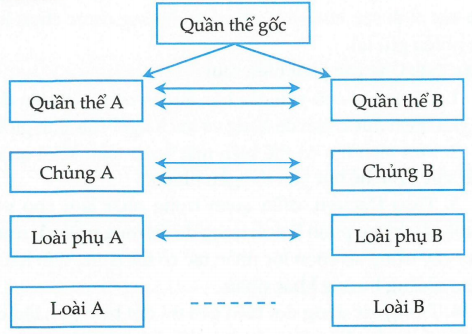 Quần thể gốc
Quần thể A
Quần thể B
Chủng A
Chủng B
Loài phụ A
Loài phụ B
Loài A
Loài B